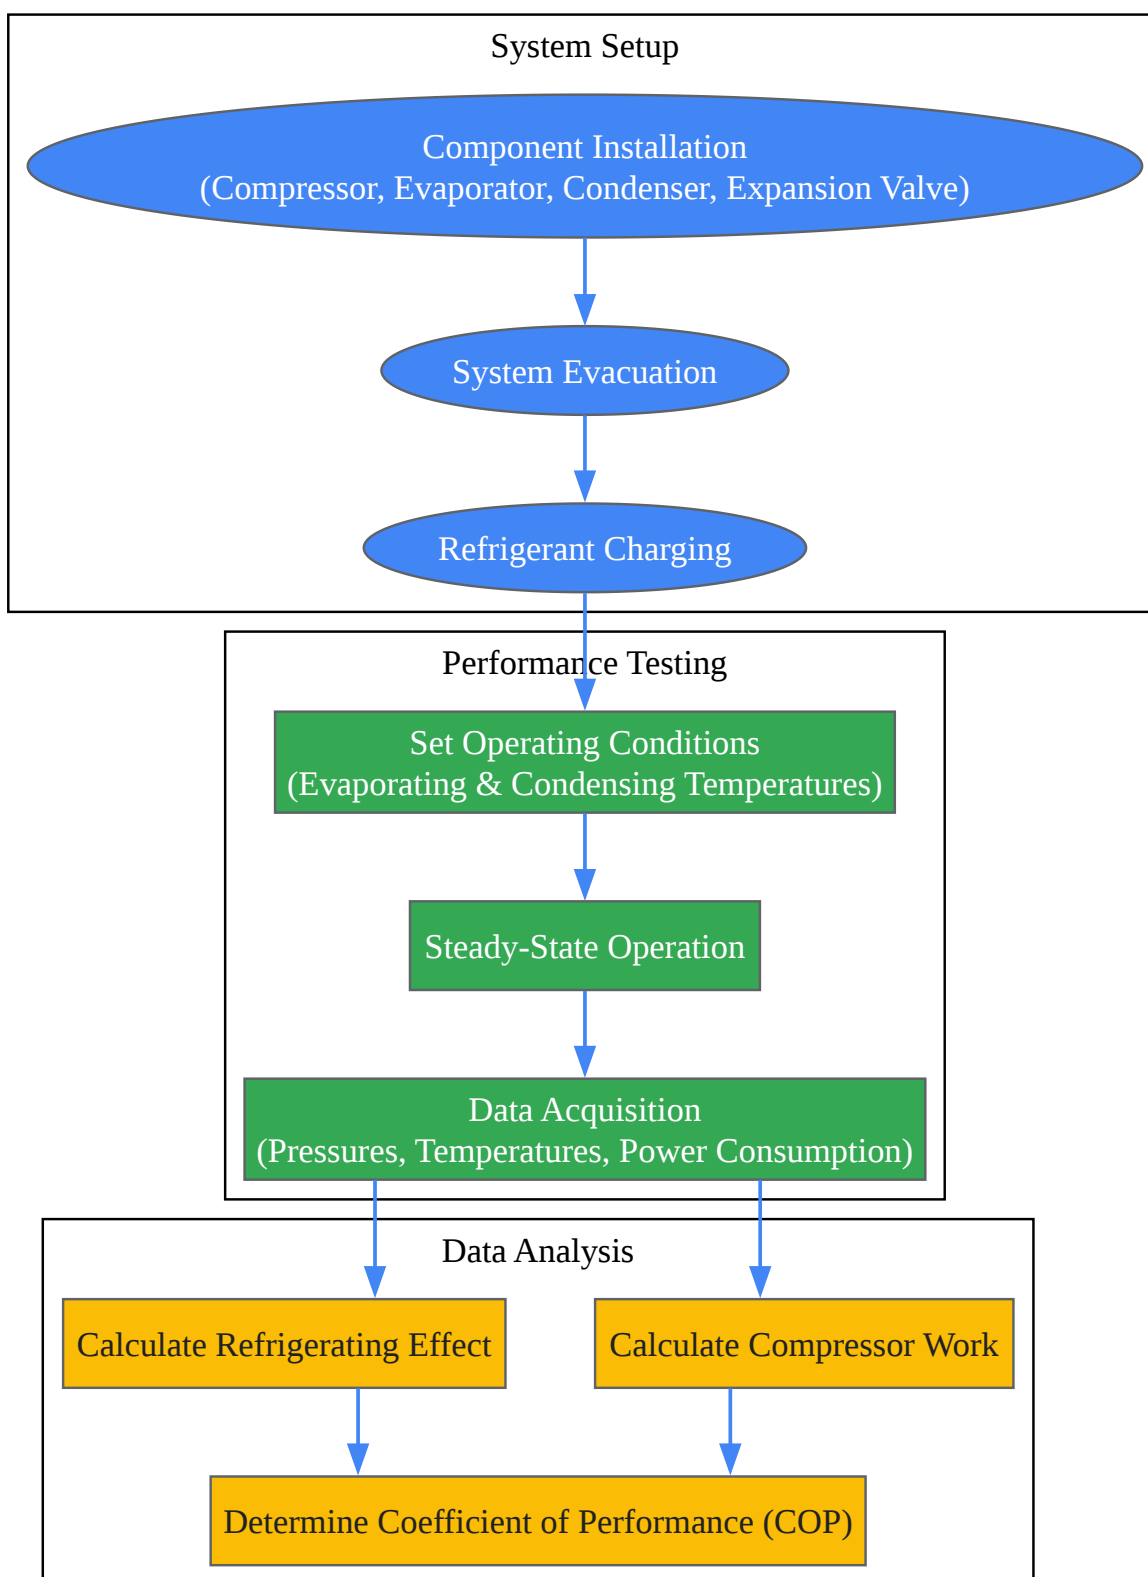 System Setup
Component Installation
(Compressor, Evaporator, Condenser, Expansion Valve)
System Evacuation
Refrigerant Charging
Performance Testing
Set Operating Conditions
(Evaporating & Condensing Temperatures)
Steady-State Operation
Data Acquisition
(Pressures, Temperatures, Power Consumption)
Data Analysis
Calculate Refrigerating Effect
Calculate Compressor Work
Determine Coefficient of Performance (COP)